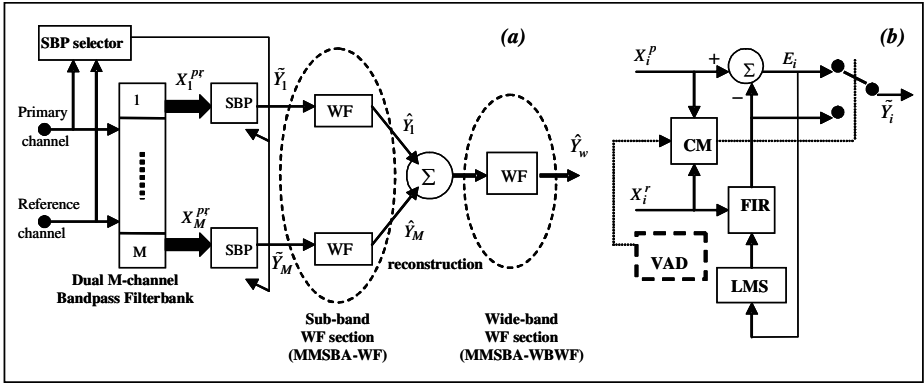 (a)
SBP selector
X_1^{pr}
Ỹ_1
1
SBP
WF
Ŷ_1
Primary
channel
Σ
WF
Ŷ_w
Reference
channel
X_M^{pr}
Ỹ_M
M
SBP
WF
Ŷ_M
reconstruction
Dual M-channel
Bandpass Filterbank
Sub-band
WF section
(MMSBA-WF)
Wide-band
WF section
(MMSBA-WBWF)
(b)
X_i^p
+
Σ
−
E_i
Ỹ_i
CM
X_i^r
FIR
VAD
LMS